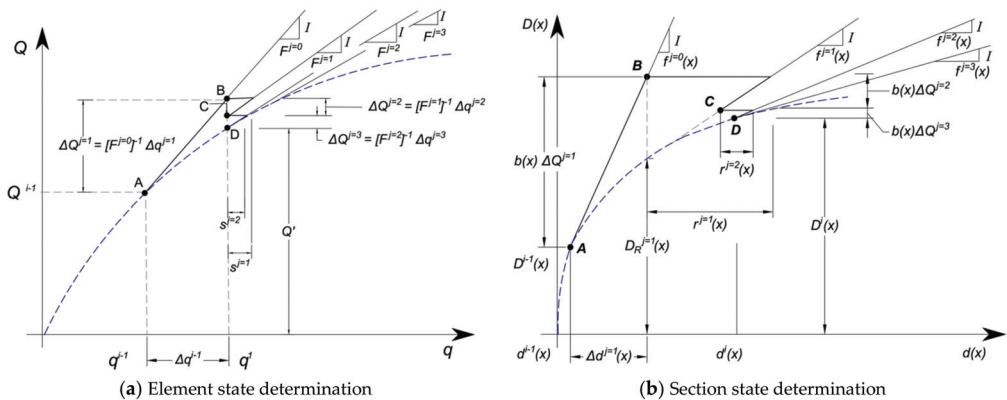 Q
I
F^{j=0}
I
F^{j=1}
I
F^{j=2}
I
F^{j=3}
B
C
D
A
ΔQ^{j=1} = [F^{j=0}]^{-1} Δq^{j=1}
ΔQ^{j=2} = [F^{j=1}]^{-1} Δq^{j=2}
ΔQ^{j=3} = [F^{j=2}]^{-1} Δq^{j=3}
Q^{i-1}
s^{j=2}
s^{j=1}
Q'
q^{i-1}
Δq^{i-1}
q^{1}
q
(a) Element state determination
D(x)
I
f^{j=0}(x)
I
f^{j=1}(x)
I
f^{j=2}(x)
I
f^{j=3}(x)
B
C
D
A
b(x) ΔQ^{j=1}
b(x)ΔQ^{j=2}
b(x)ΔQ^{j=3}
r^{j=2}(x)
r^{j=1}(x)
D_R^{j=1}(x)
D^{i}(x)
D^{i-1}(x)
d^{i-1}(x)
Δd^{j=1}(x)
d^{i}(x)
d(x)
(b) Section state determination